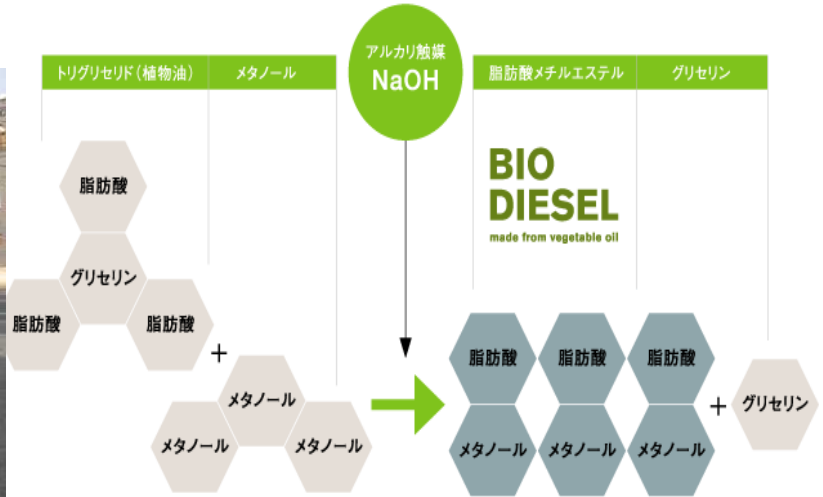 アルカリ触媒
NaOH
トリグリセリド(植物油)
メタノール
脂肪酸メチルエステル
グリセリン
BIO
DIESEL
made from vegetable oil
脂肪酸
グリセリン
脂肪酸
脂肪酸
+
メタノール
メタノール
メタノール
脂肪酸
脂肪酸
脂肪酸
メタノール
メタノール
メタノール
+
グリセリン